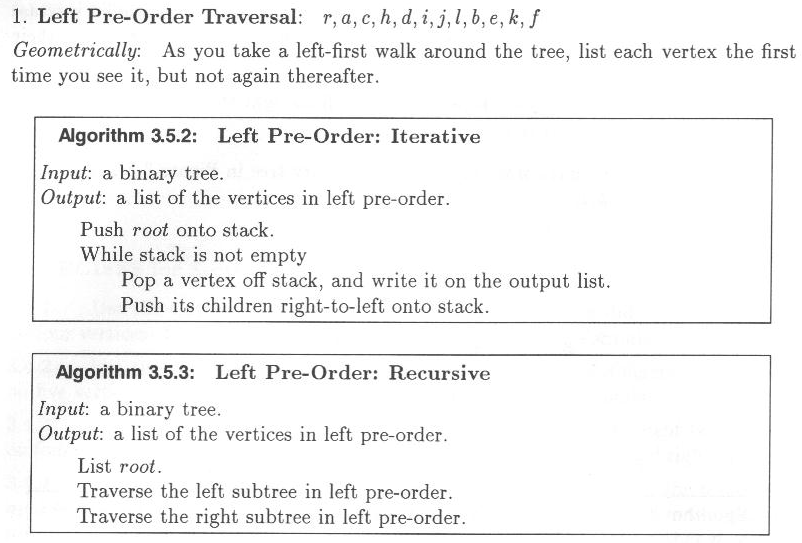 1. Left Pre-Order Traversal: r, a, c, h, d, i, j, l, b, e, k, f
Geometrically: As you take a left-first walk around the tree, list each vertex the first
time you see it, but not again thereafter.
Algorithm 3.5.2: Left Pre-Order: Iterative
Input: a binary tree.
Output: a list of the vertices in left pre-order.
Push root onto stack.
While stack is not empty
Pop a vertex off stack, and write it on the output list.
Push its children right-to-left onto stack.
Algorithm 3.5.3: Left Pre-Order: Recursive
Input: a binary tree.
Output: a list of the vertices in left pre-order.
List root.
Traverse the left subtree in left pre-order.
Traverse the right subtree in left pre-order.